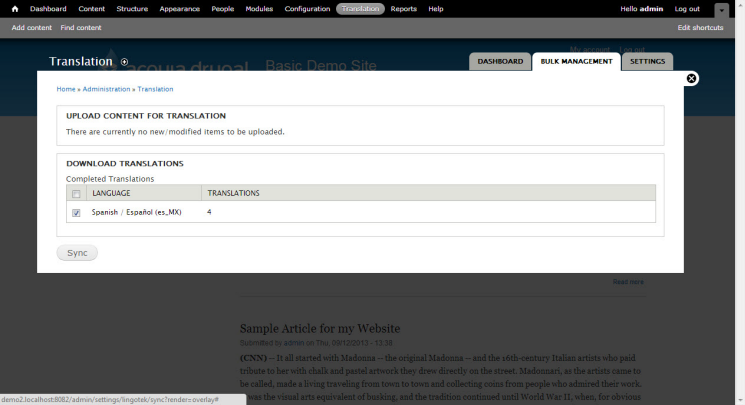 Dashboard Content Structure Appearance People Modules Configuration Translation Reports Help Hello admin Log out
Add content Find content Edit shortcuts
My account Log out
Translation acquia drupal Basic Demo Site DASHBOARD BULK MANAGEMENT SETTINGS
Home » Administration » Translation
UPLOAD CONTENT FOR TRANSLATION
There are currently no new/modified items to be uploaded.
DOWNLOAD TRANSLATIONS
Completed Translations
LANGUAGE TRANSLATIONS
Spanish / Español (es_MX) 4
Sync
Read more
Sample Article for my Website
Submitted by admin on Thu, 09/12/2013 - 13:38
(CNN) -- It all started with Madonna -- the original Madonna -- and the 16th-century Italian artists who paid
tribute to her with chalk and pastel artwork they drew directly on the street. Madonnari, as the artists came to
be called, made a living traveling from town to town and collecting coins from people who admired their work.
It was the visual arts equivalent of busking, and the tradition continued until World War II, when, for obvious
demo2.localhost:8082/admin/settings/lingotek/sync?render=overlay#